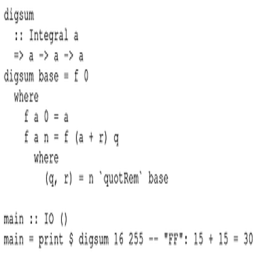 digsum
  :: Integral a
  => a -> a -> a
digsum base = f 0
  where
    f a 0 = a
    f a n = f (a + r) q
      where
        (q, r) = n `quotRem` base

main :: IO ()
main = print $ digsum 16 255 -- "FF": 15 + 15 = 30